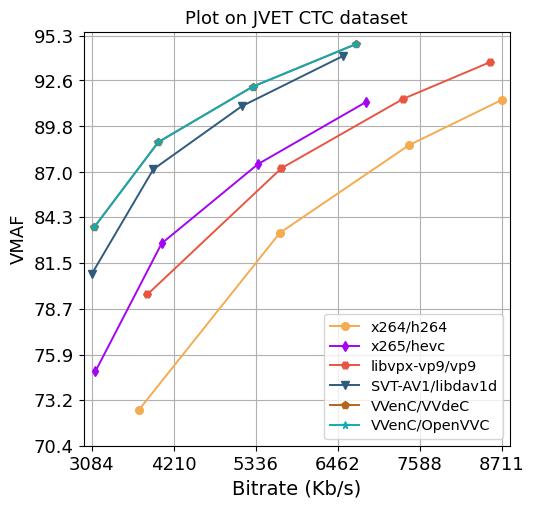 Plot on JVET CTC dataset
VMAF
95.3
92.6
89.8
87.0
84.3
81.5
78.7
75.9
73.2
70.4
x264/h264
x265/hevc
libvpx-vp9/vp9
SVT-AV1/libdav1d
VVenC/VVdeC
VVenC/OpenVVC
3084 4210 5336 6462 7588 8711
Bitrate (Kb/s)